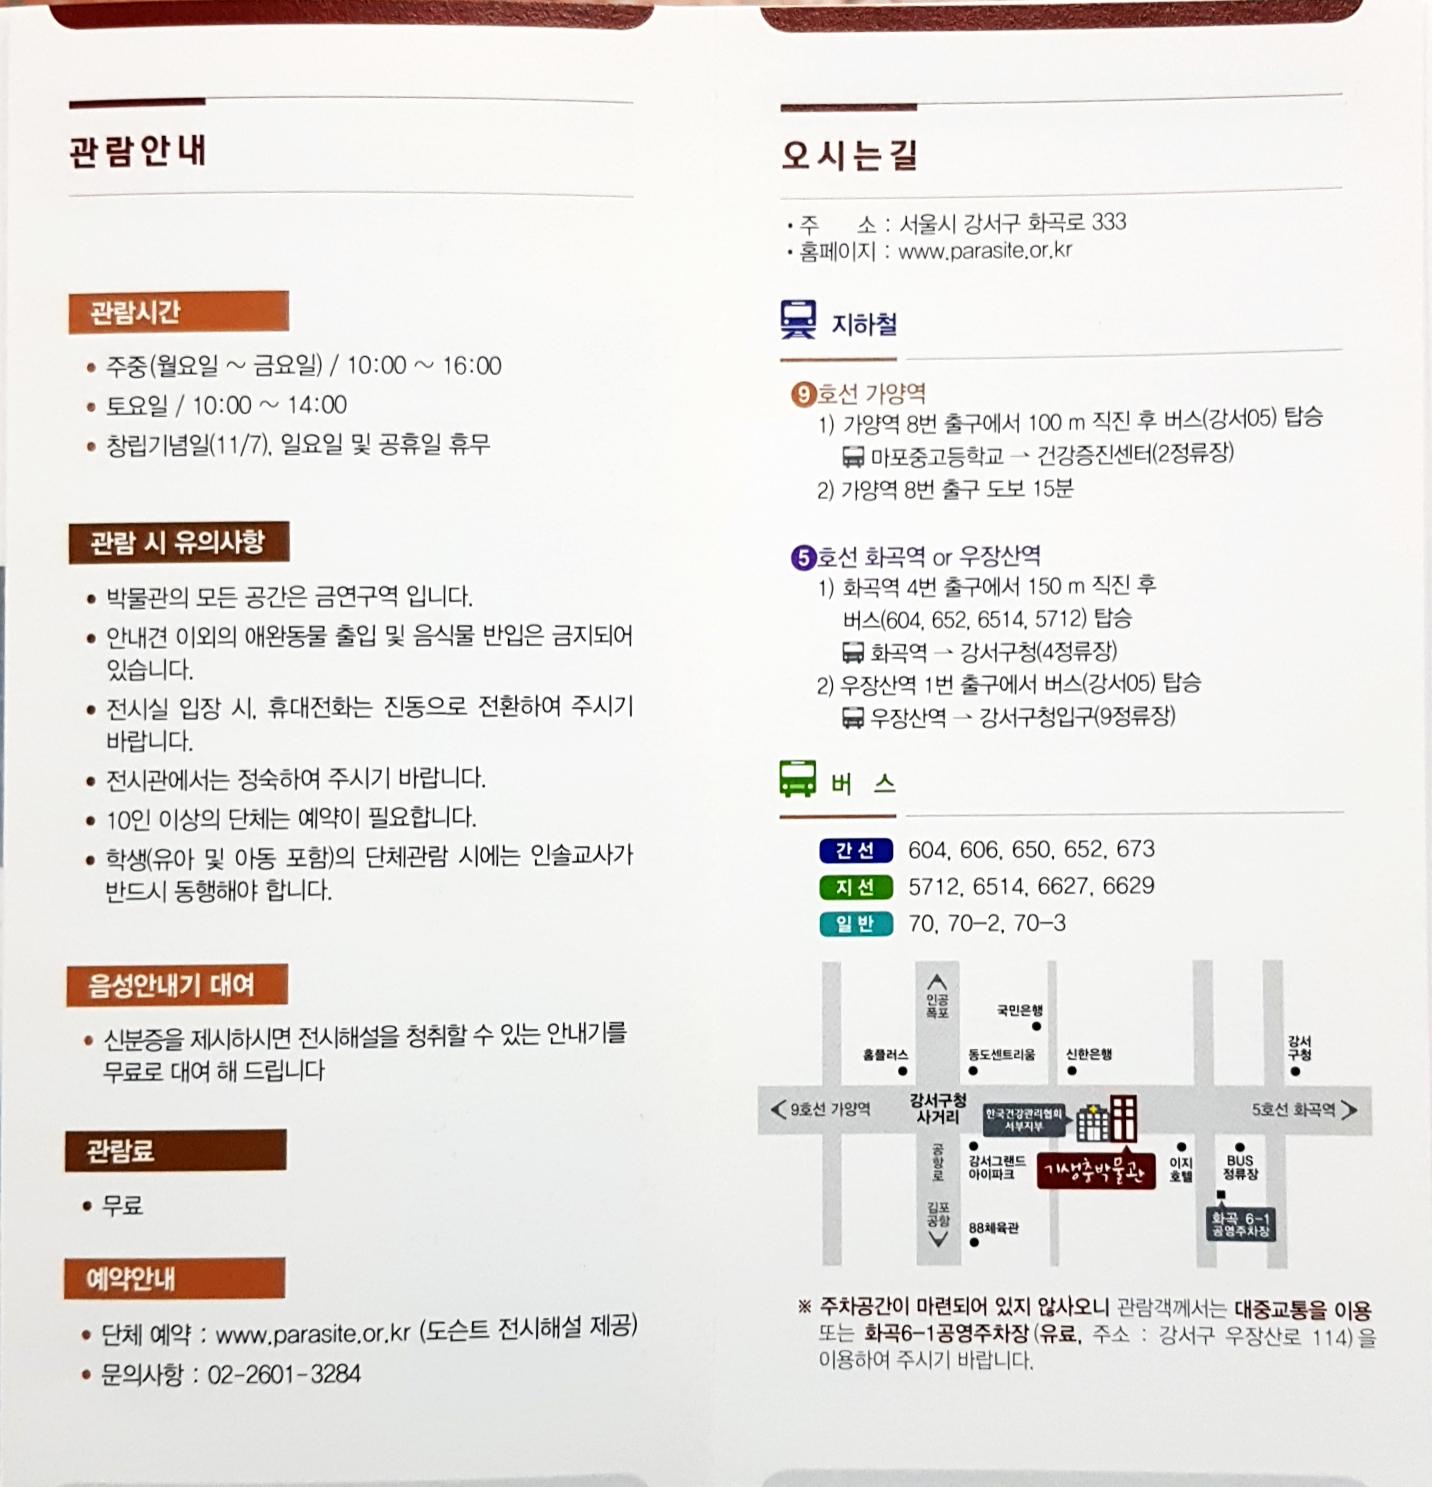 관람안내
관람시간
• 주중(월요일 ~ 금요일) / 10:00 ~ 16:00
• 토요일 / 10:00 ~ 14:00
• 창립기념일(11/7), 일요일 및 공휴일 휴무
관람 시 유의사항
• 박물관의 모든 공간은 금연구역 입니다.
• 안내견 이외의 애완동물 출입 및 음식물 반입은 금지되어
있습니다.
• 전시실 입장 시, 휴대전화는 진동으로 전환하여 주시기
바랍니다.
• 전시관에서는 정숙하여 주시기 바랍니다.
• 10인 이상의 단체는 예약이 필요합니다.
• 학생(유아 및 아동 포함)의 단체관람 시에는 인솔교사가
반드시 동행해야 합니다.
음성안내기 대여
• 신분증을 제시하시면 전시해설을 청취할 수 있는 안내기를
무료로 대여 해 드립니다
관람료
• 무료
예약안내
• 단체 예약 : www.parasite.or.kr (도슨트 전시해설 제공)
• 문의사항 : 02-2601-3284
오시는길
• 주 소 : 서울시 강서구 화곡로 333
• 홈페이지 : www.parasite.or.kr
지하철
9호선 가양역
1) 가양역 8번 출구에서 100 m 직진 후 버스(강서05) 탑승
마포중고등학교 → 건강증진센터(2정류장)
2) 가양역 8번 출구 도보 15분
5호선 화곡역 or 우장산역
1) 화곡역 4번 출구에서 150 m 직진 후
버스(604, 652, 6514, 5712) 탑승
화곡역 → 강서구청(4정류장)
2) 우장산역 1번 출구에서 버스(강서05) 탑승
우장산역 → 강서구청입구(9정류장)
버 스
간선 604, 606, 650, 652, 673
지선 5712, 6514, 6627, 6629
일반 70, 70-2, 70-3
인공
폭포
국민은행
홈플러스
동도센트리움
신한은행
강서
구청
9호선 가양역
강서구청
사거리
한국건강관리협회
서부지부
5호선 화곡역
공
항
로
강서그랜드
아이파크
기생충박물관
이지
호텔
BUS
정류장
김포
공항
88체육관
화곡 6-1
공영주차장
※ 주차공간이 마련되어 있지 않사오니 관람객께서는 대중교통을 이용
또는 화곡6-1공영주차장(유료, 주소 : 강서구 우장산로 114)을
이용하여 주시기 바랍니다.